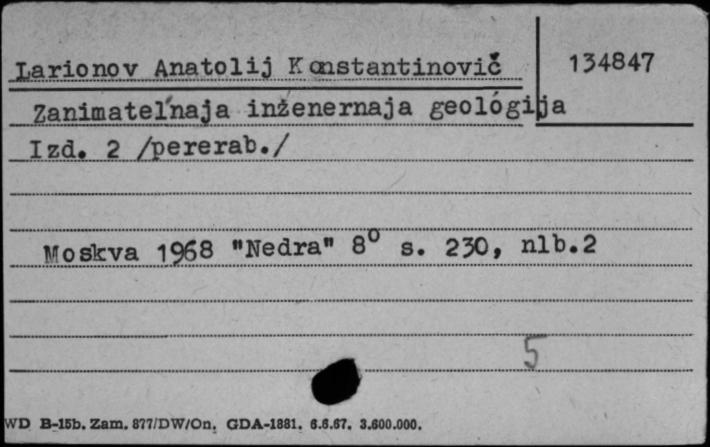 Larionov Anatolij Konstantinovič
134847
Zanimatel'naja inženernaja geológija
Izd. 2 /pererab./
Moskva 1968 "Nedra" 8° s. 230, nlb.2
5
WD B-15b. Zam. 877/DW/On. GDA-1881. 6.6.67. 3.600.000.